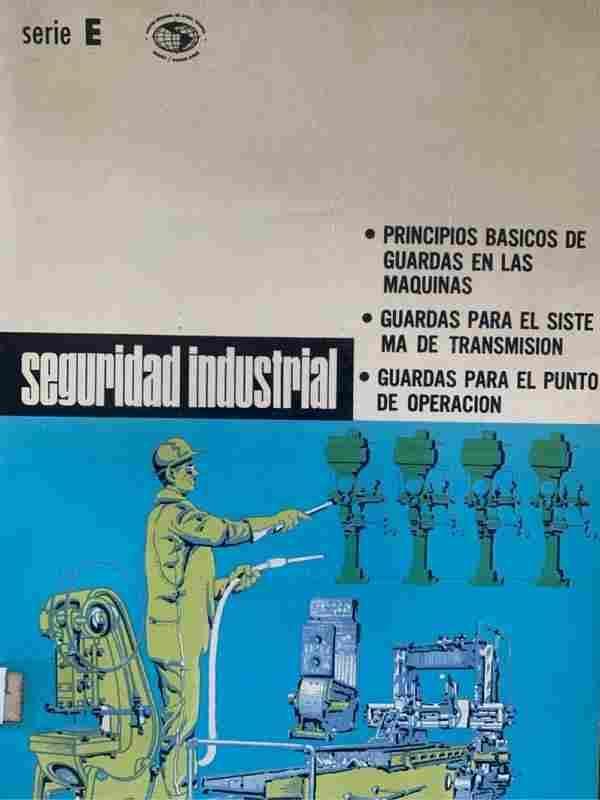 serie E
• PRINCIPIOS BASICOS DE
GUARDAS EN LAS
MAQUINAS
• GUARDAS PARA EL SISTE
MA DE TRANSMISION
• GUARDAS PARA EL PUNTO
DE OPERACION
seguridad industrial